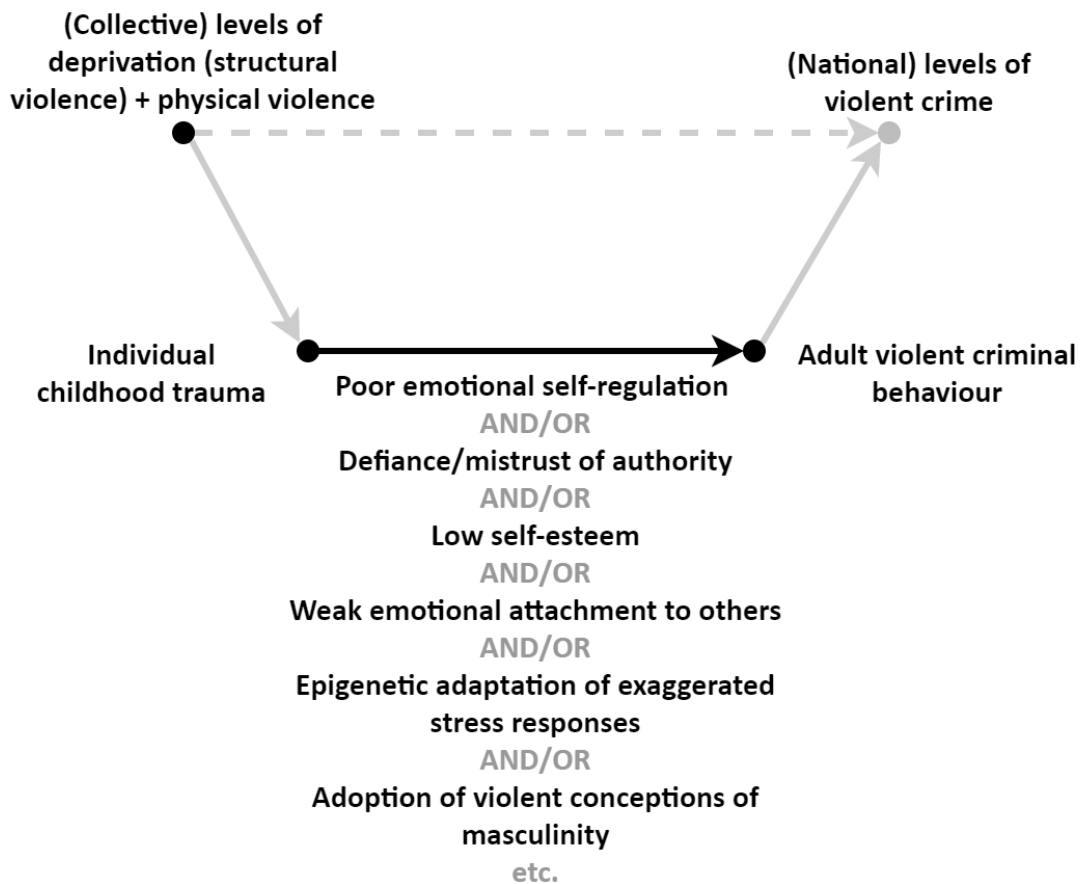 (Collective) levels of
deprivation (structural
violence) + physical violence
(National) levels of
violent crime
Individual
childhood trauma
Adult violent criminal
behaviour
Poor emotional self-regulation
AND/OR
Defiance/mistrust of authority
AND/OR
Low self-esteem
AND/OR
Weak emotional attachment to others
AND/OR
Epigenetic adaptation of exaggerated
stress responses
AND/OR
Adoption of violent conceptions of
masculinity
etc.